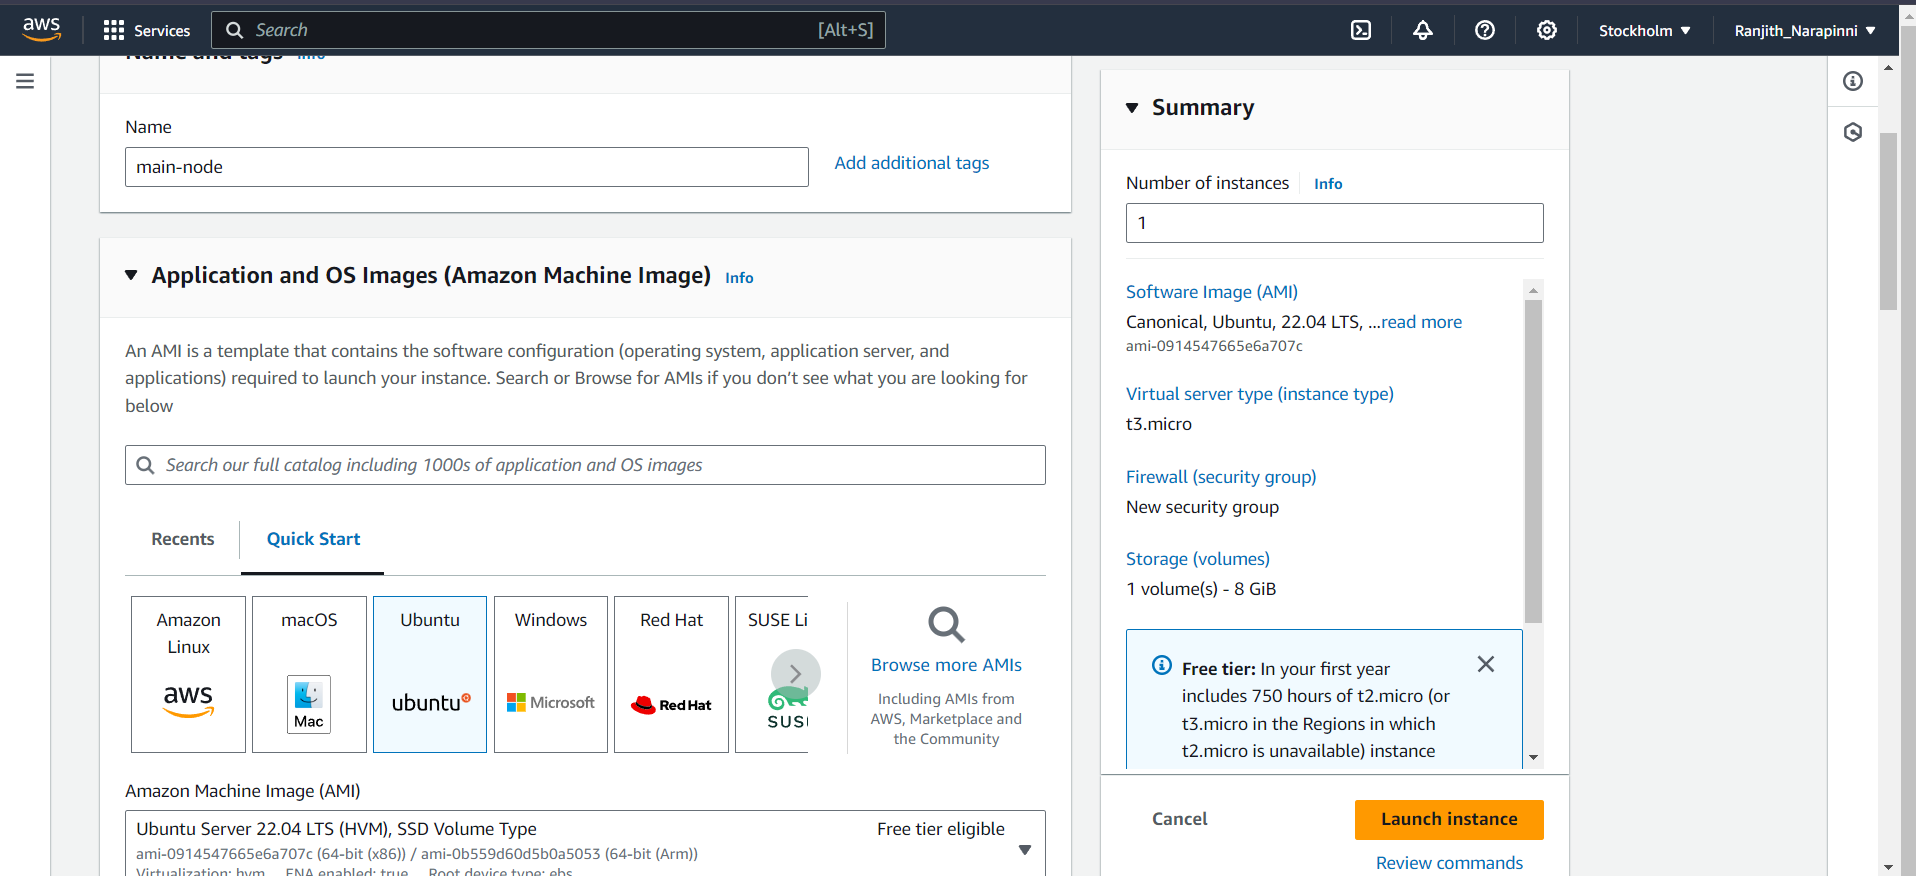 aws
Services
Search
[Alt+S]
Stockholm
Ranjith_Narapinni
Name and tags Info
Name
main-node
Add additional tags
Application and OS Images (Amazon Machine Image) Info
An AMI is a template that contains the software configuration (operating system, application server, and
applications) required to launch your instance. Search or Browse for AMIs if you don’t see what you are looking for
below
Search our full catalog including 1000s of application and OS images
Recents
Quick Start
Amazon
Linux
aws
macOS
Mac
Ubuntu
ubuntu
Windows
Microsoft
Red Hat
Red Hat
SUSE Li
SUS
Browse more AMIs
Including AMIs from
AWS, Marketplace and
the Community
Amazon Machine Image (AMI)
Ubuntu Server 22.04 LTS (HVM), SSD Volume Type
Free tier eligible
ami-0914547665e6a707c (64-bit (x86)) / ami-0b559d60d5b0a5053 (64-bit (Arm))
Virtualization: hvm ENA enabled: true Root device type: ebs
Summary
Number of instances Info
1
Software Image (AMI)
Canonical, Ubuntu, 22.04 LTS, ...read more
ami-0914547665e6a707c
Virtual server type (instance type)
t3.micro
Firewall (security group)
New security group
Storage (volumes)
1 volume(s) - 8 GiB
Free tier: In your first year
includes 750 hours of t2.micro (or
t3.micro in the Regions in which
t2.micro is unavailable) instance
Cancel
Launch instance
Review commands